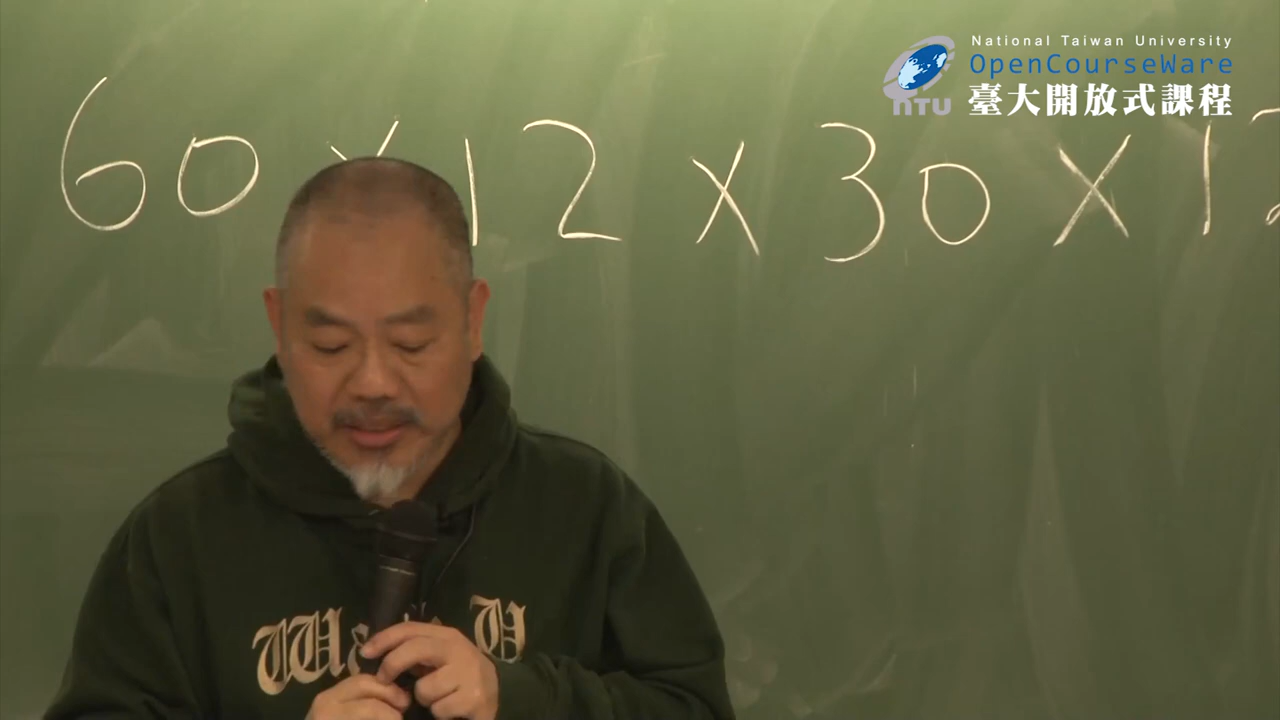 National Taiwan University
OpenCourseWare
NTU 臺大開放式課程
60 × 12 × 30 × 12